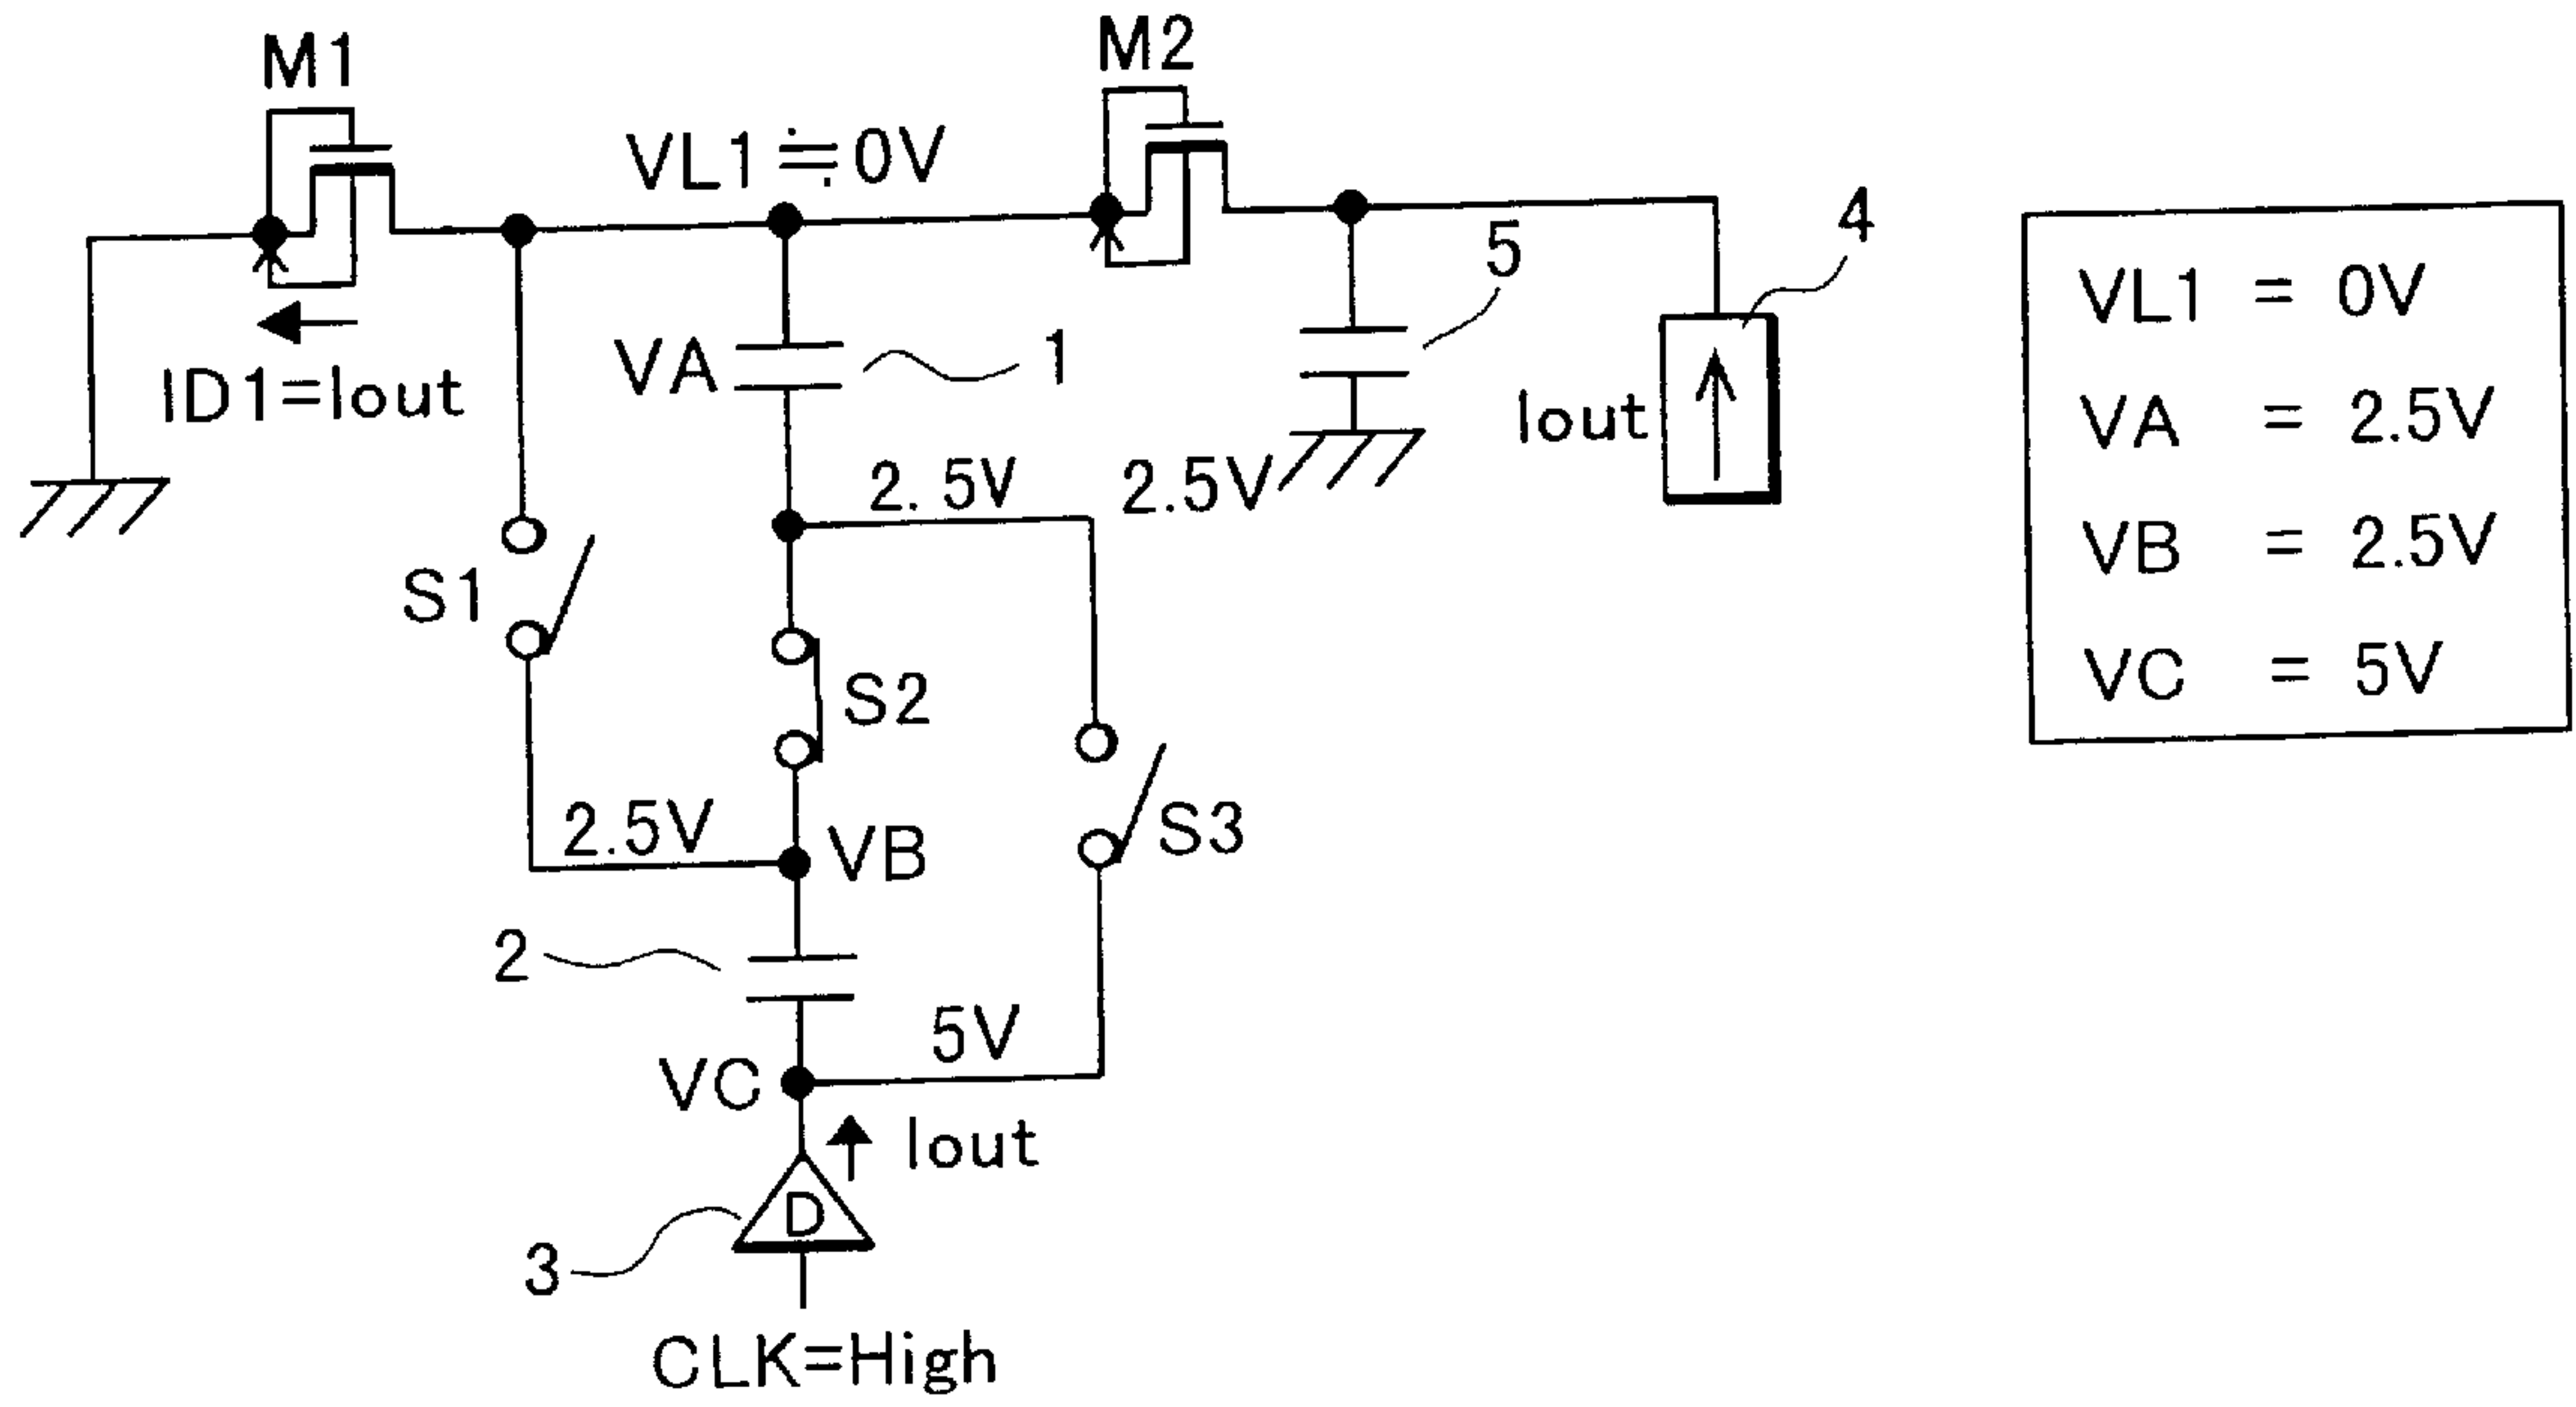 M1
M2
VL1≒0V
ID1=Iout
VA
1
5
4
Iout
2.5V
2.5V
S1
S2
S3
2.5V
VB
2
5V
VC
Iout
D
3
CLK=High
VL1 = 0V
VA = 2.5V
VB = 2.5V
VC = 5V